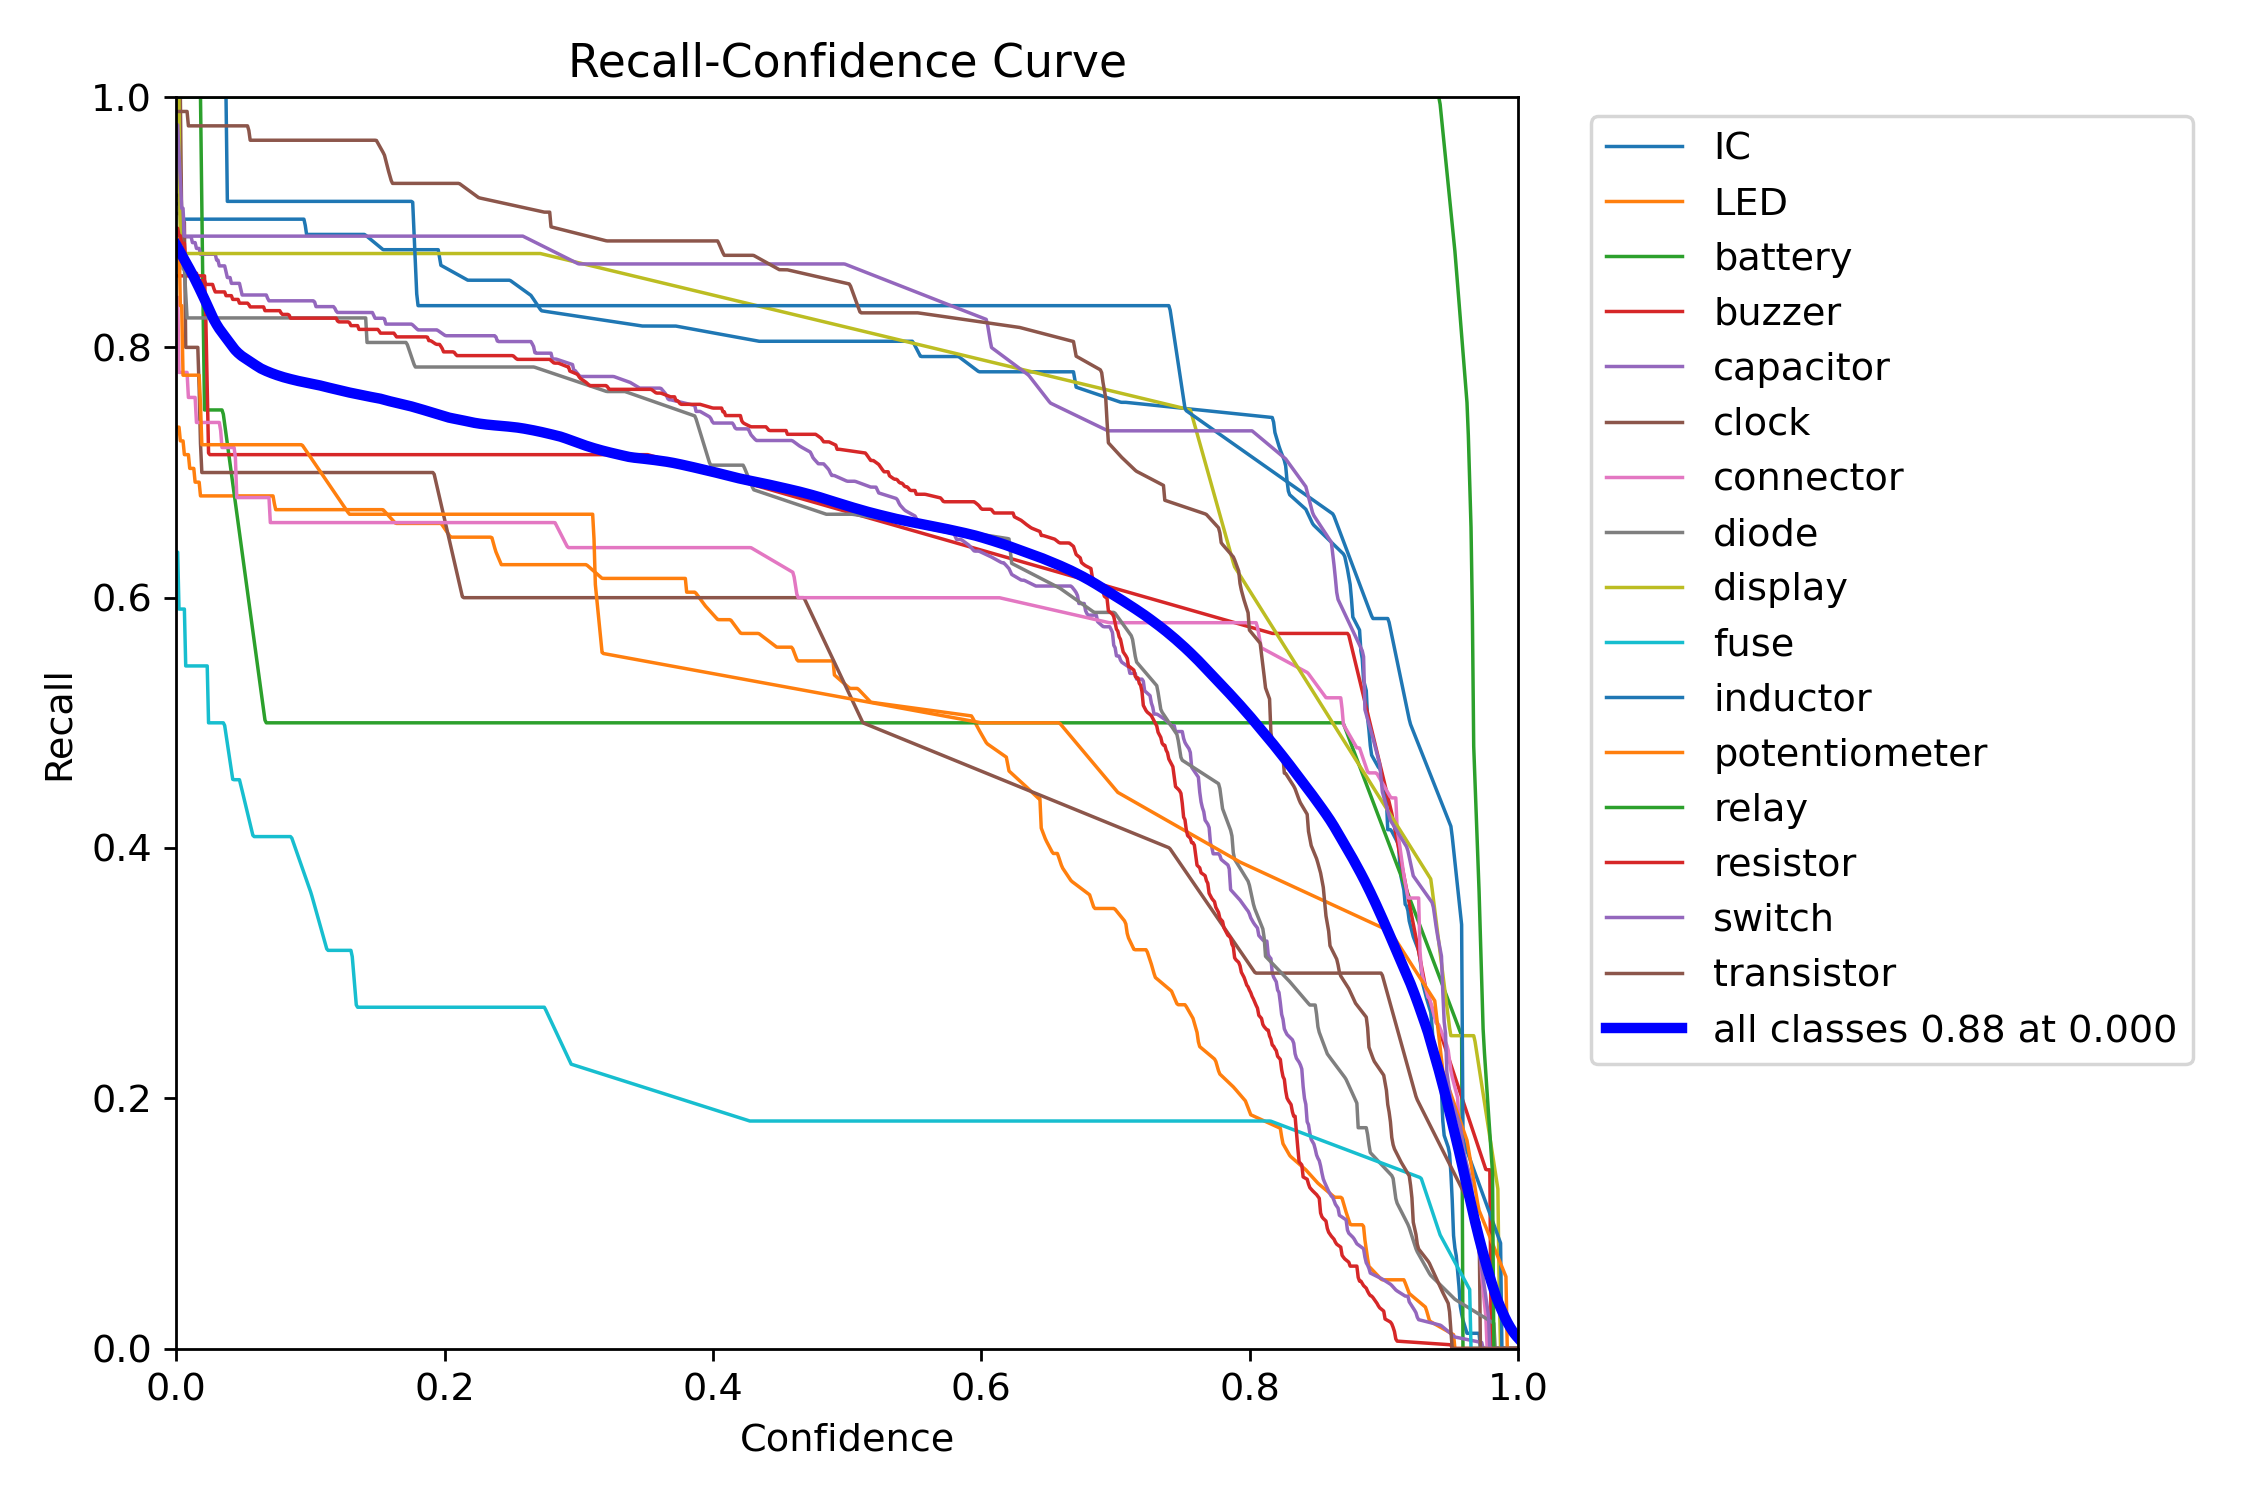 Recall-Confidence Curve
1.0
0.8
0.6
0.4
0.2
0.0
Recall
0.0 0.2 0.4 0.6 0.8 1.0
Confidence
IC
LED
battery
buzzer
capacitor
clock
connector
diode
display
fuse
inductor
potentiometer
relay
resistor
switch
transistor
all classes 0.88 at 0.000